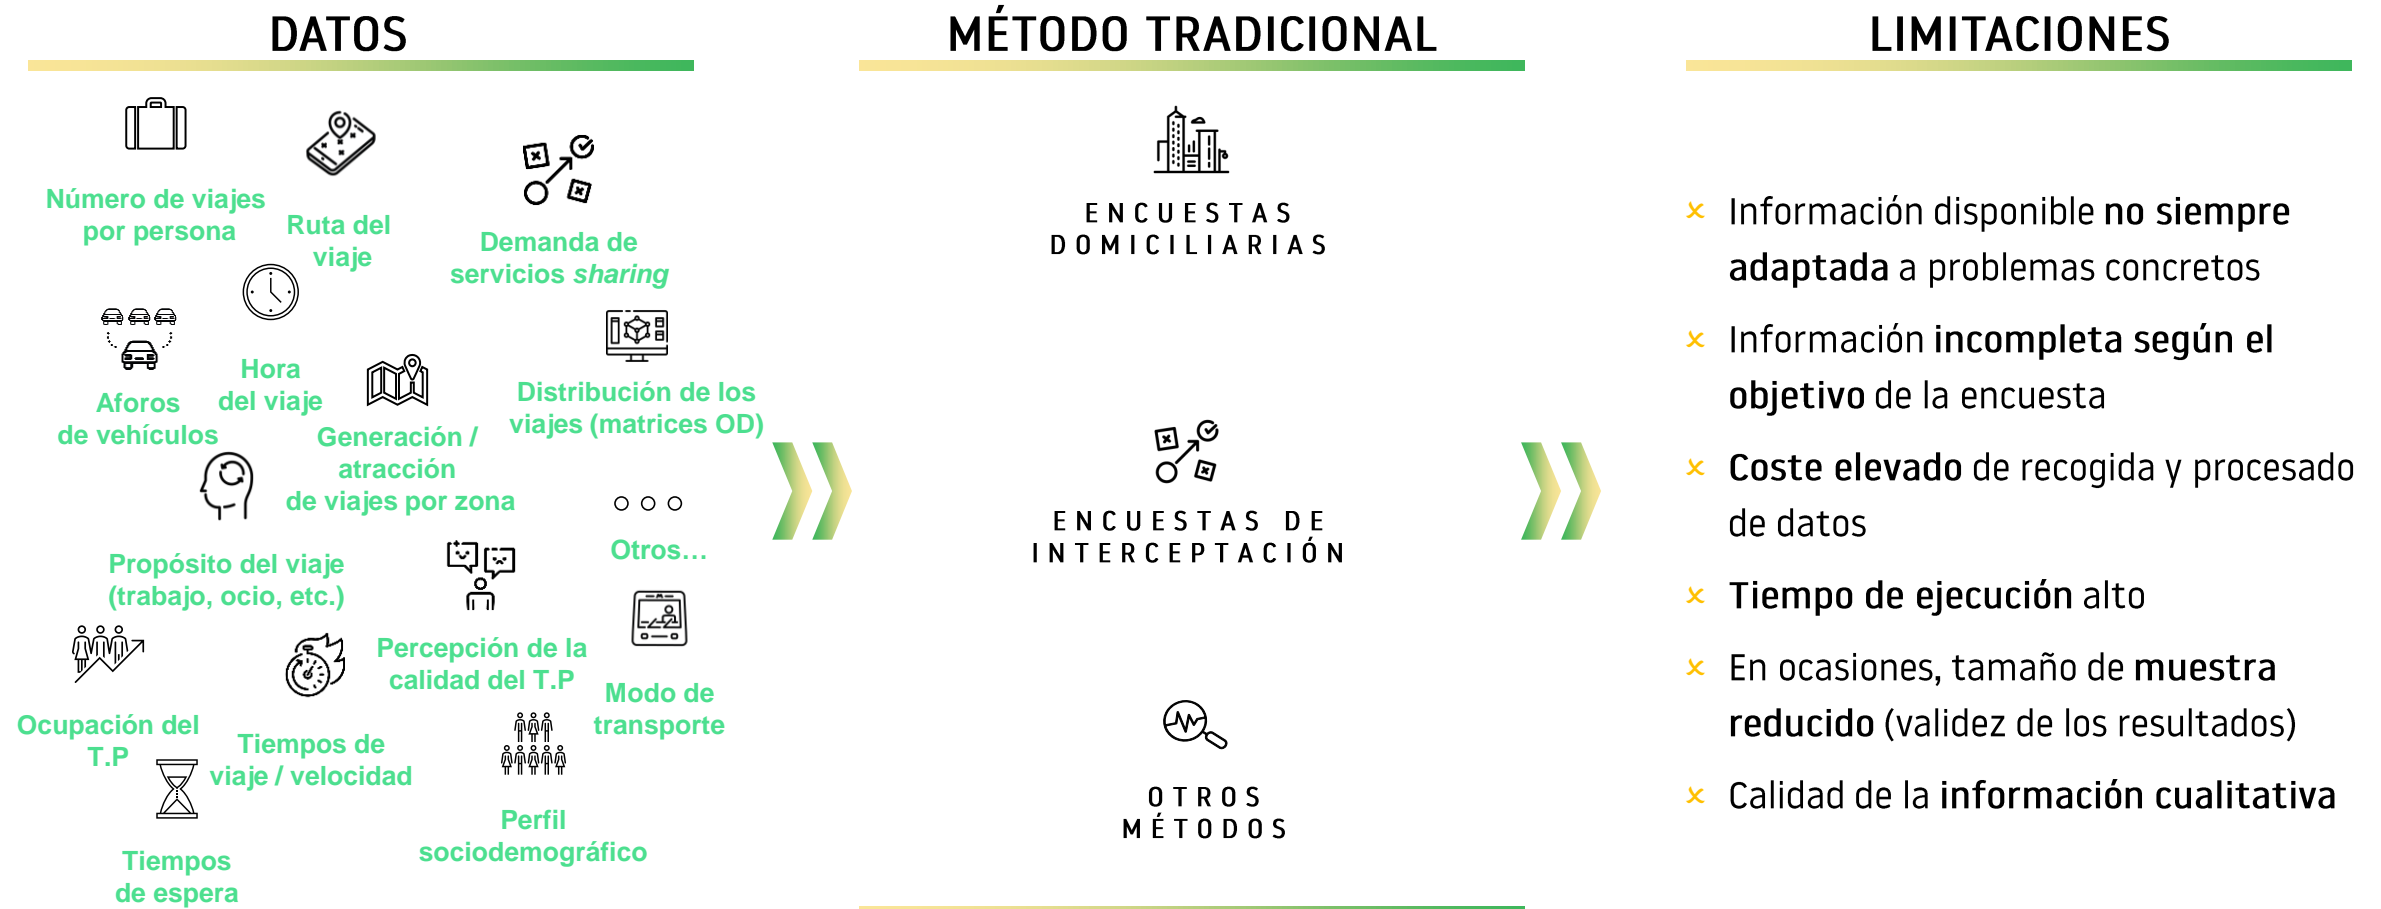 DATOS
Número de viajes
por persona
Ruta del
viaje
Demanda de
servicios sharing
Hora
del viaje
Aforos
de vehículos
Generación /
atracción
de viajes por zona
Distribución de los
viajes (matrices OD)
Propósito del viaje
(trabajo, ocio, etc.)
Otros...
Percepción de la
calidad del T.P
Modo de
transporte
Ocupación del
T.P
Tiempos de
viaje / velocidad
Perfil
sociodemográfico
Tiempos
de espera
MÉTODO TRADICIONAL
ENCUESTAS
DOMICILIARIAS
ENCUESTAS DE
INTERCEPTACIÓN
OTROS
MÉTODOS
LIMITACIONES
Información disponible no siempre
adaptada a problemas concretos
Información incompleta según el
objetivo de la encuesta
Coste elevado de recogida y procesado
de datos
Tiempo de ejecución alto
En ocasiones, tamaño de muestra
reducido (validez de los resultados)
Calidad de la información cualitativa